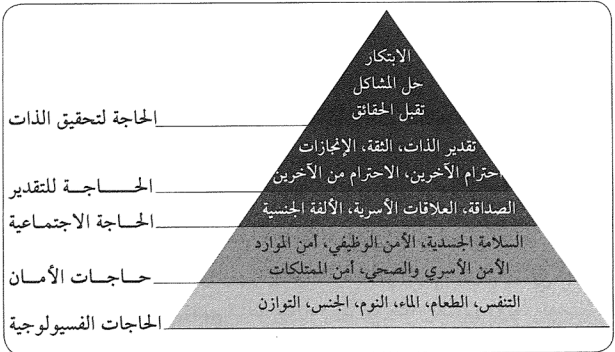 الابتكار
حل المشاكل
تقبل الحقائق
الحاجة لتحقيق الذات
تقدير الذات، الثقة، الإنجازات
احترام الآخرين، الاحترام من الآخرين
الحاجة للتقدير
الصداقة، العلاقات الأسرية، الألفة الجنسية
الحاجة الاجتماعية
السلامة الجسدية، الأمن الوظيفي، أمن الموارد
الأمن الأسري والصحي، أمن الممتلكات
حاجات الأمان
التنفس، الطعام، الماء، النوم، الجنس، التوازن
الحاجات الفسيولوجية